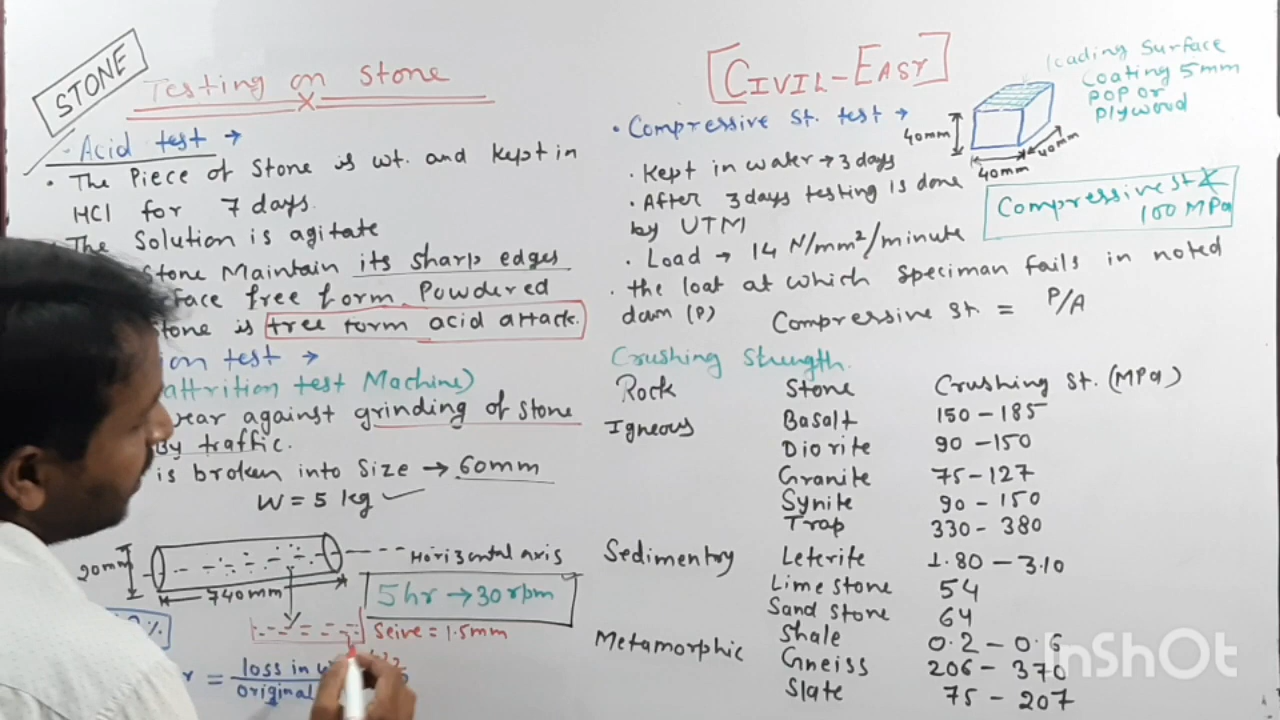 STONE
Testing on Stone
Acid test →
• The Piece of Stone is wt. and kept in
HCl for 7 days.
The Solution is agitate
Stone Maintain its sharp edges
free form Powdered
is free form acid attack.
test →
attrition test Machine)
against grinding of stone
By traffic.
is broken into Size → 60mm
W = 5 kg ✓
20mm
740mm
Horizontal axis
5hr → 30 rpm
Seive = 1.5mm
= loss in
original
[CIVIL-EASY]
loading Surface
Coating 5mm
POP or
Plywood
40mm
40mm
40mm
• Compressive St. test →
• Kept in water → 3 days
• After 3 days testing is done
by UTM
Compressive St ≮
100 MPa
• Load → 14 N/mm²/minute
• the loat at which speciman fails in noted
dawn (P)
Compressive St. = P/A
Crushing Strength.
Rock Stone Crushing St. (MPa)
Igneous Basalt 150 - 185
Diorite 90 - 150
Granite 75 - 127
Synite 90 - 150
Trap 330 - 380
Sedimentry Leterite 1.80 - 3.10
Lime stone 54
Sand stone 64
Shale 0.2 - 0.6
Metamorphic Gneiss 206 - 370
Slate 75 - 207
InShOt